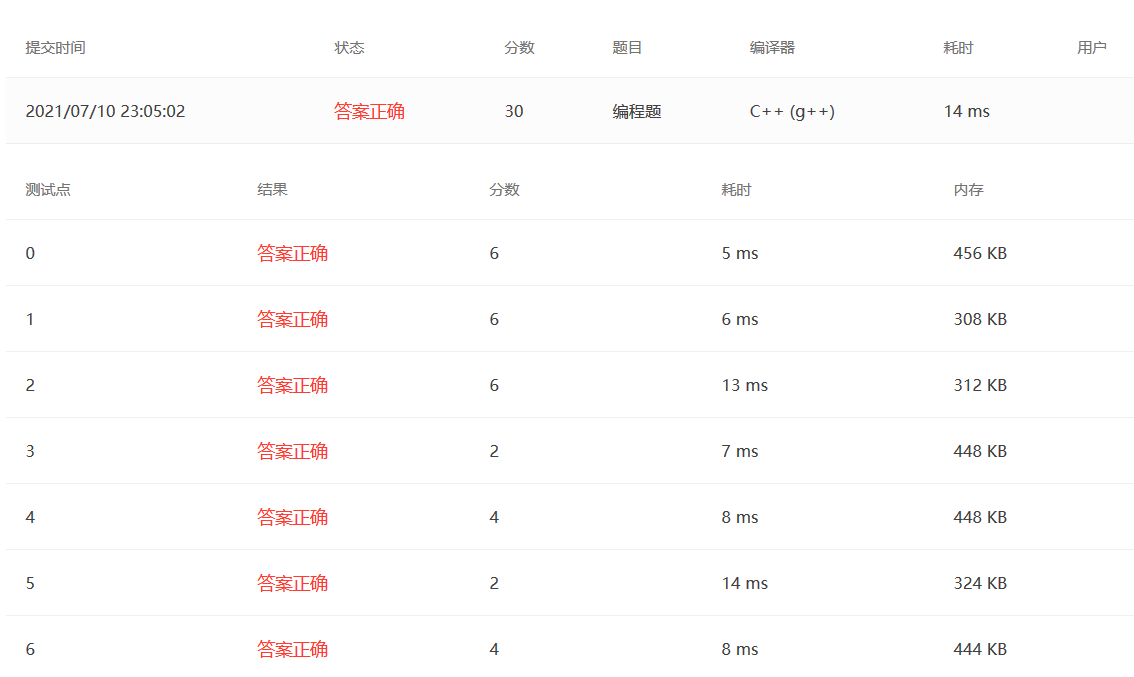 提交时间 状态 分数 题目 编译器 耗时 用户
2021/07/10 23:05:02 答案正确 30 编程题 C++ (g++) 14 ms
测试点 结果 分数 耗时 内存
0 答案正确 6 5 ms 456 KB
1 答案正确 6 6 ms 308 KB
2 答案正确 6 13 ms 312 KB
3 答案正确 2 7 ms 448 KB
4 答案正确 4 8 ms 448 KB
5 答案正确 2 14 ms 324 KB
6 答案正确 4 8 ms 444 KB